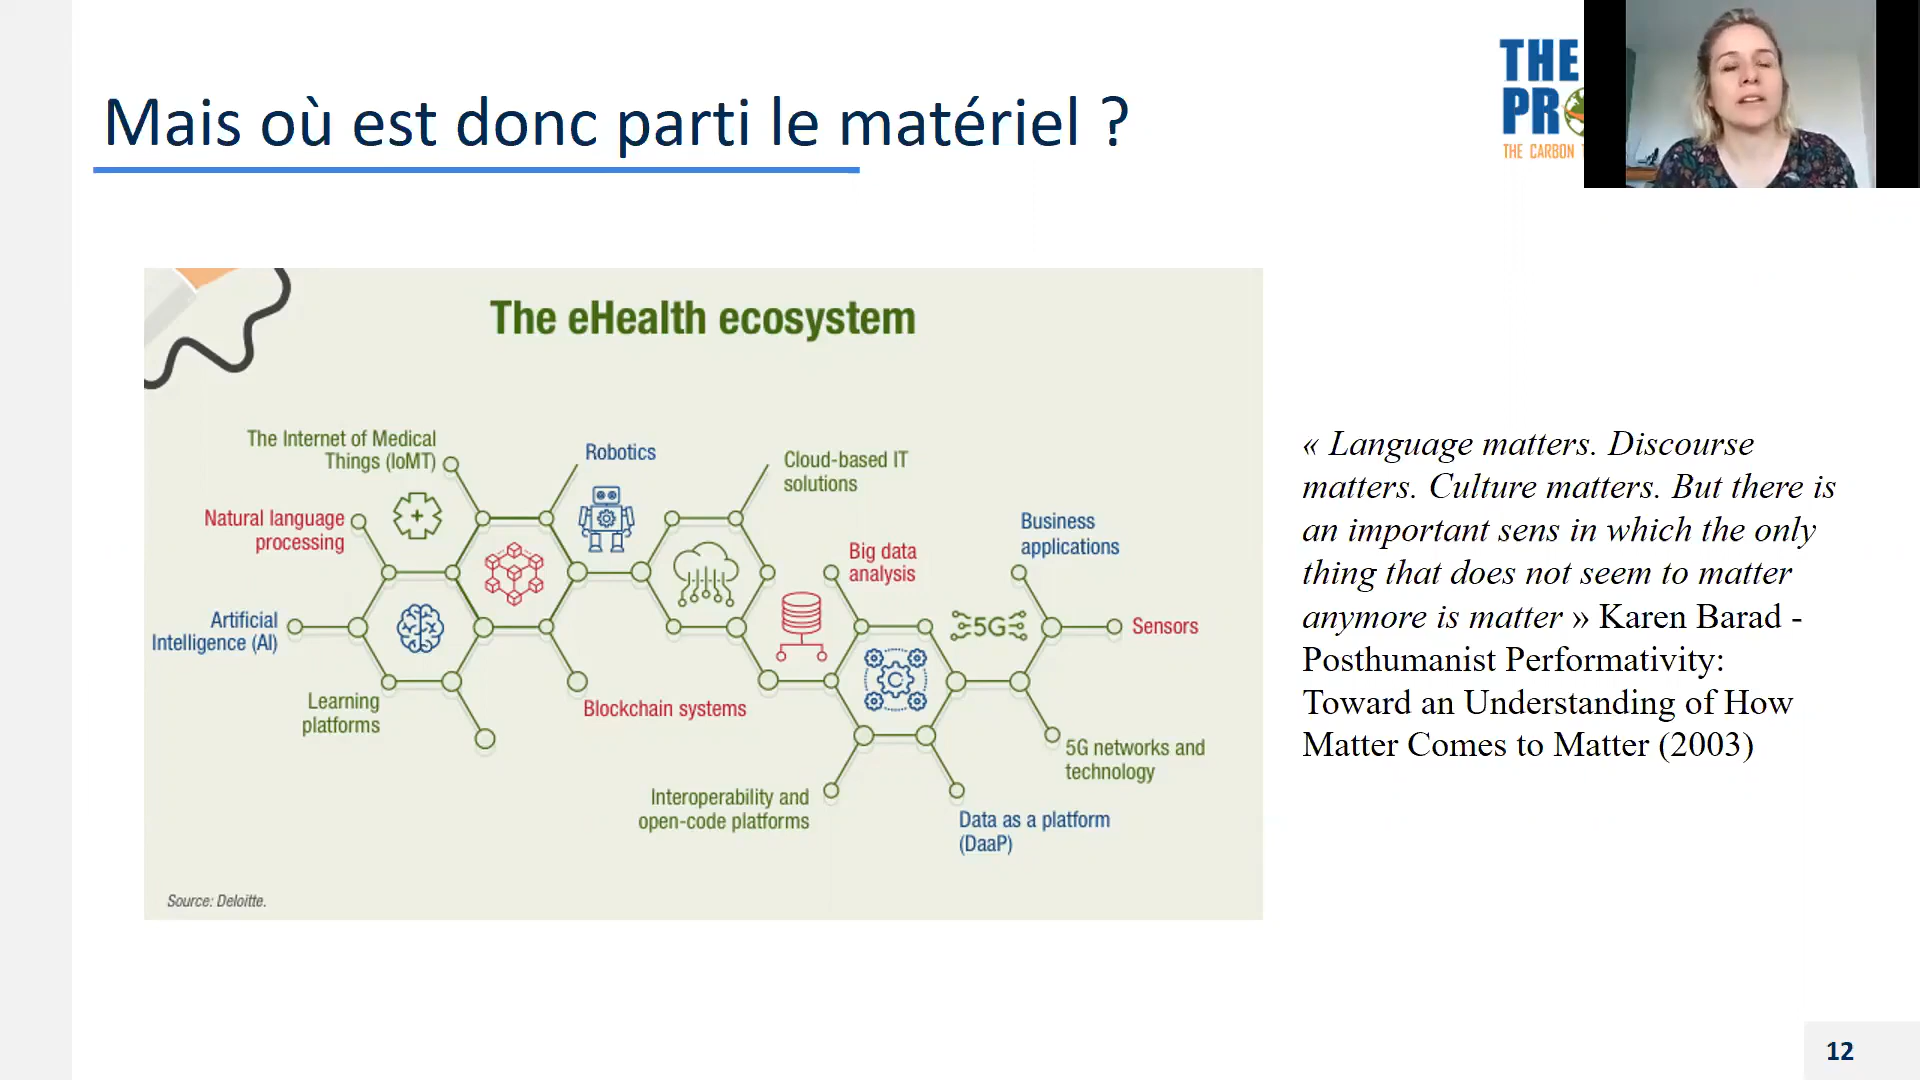 Mais où est donc parti le matériel ?
THE
PR
THE CARBON
The eHealth ecosystem
The Internet of Medical
Things (IoMT)
Robotics
Cloud-based IT
solutions
Natural language
processing
Business
applications
Big data
analysis
Artificial
Intelligence (AI)
5G
Sensors
Learning
platforms
Blockchain systems
5G networks and
technology
Interoperability and
open-code platforms
Data as a platform
(DaaP)
Source: Deloitte.
« Language matters. Discourse
matters. Culture matters. But there is
an important sens in which the only
thing that does not seem to matter
anymore is matter » Karen Barad -
Posthumanist Performativity:
Toward an Understanding of How
Matter Comes to Matter (2003)
12